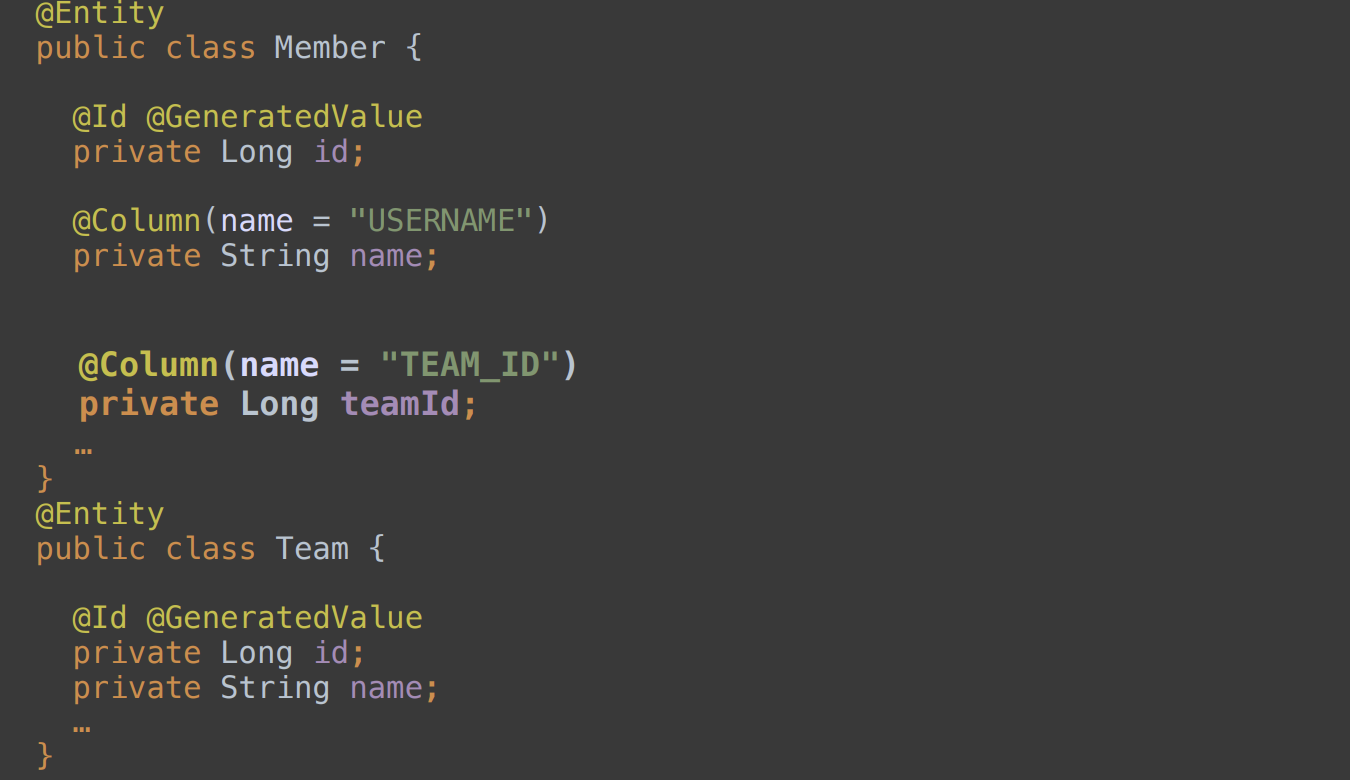 @Entity
public class Member {
@Id @GeneratedValue
private Long id;
@Column(name = "USERNAME")
private String name;
@Column(name = "TEAM_ID")
private Long teamId;
…
}
@Entity
public class Team {
@Id @GeneratedValue
private Long id;
private String name;
…
}